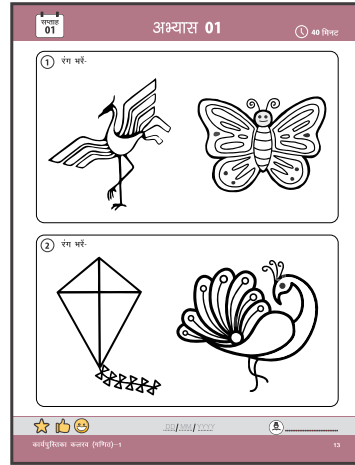 सप्ताह
01
अभ्यास 01
40 मिनट
1 रंग भरें-
2 रंग भरें-
DD/MM/YYYY
कार्यपुस्तिका कलरव (गणित)-1
13